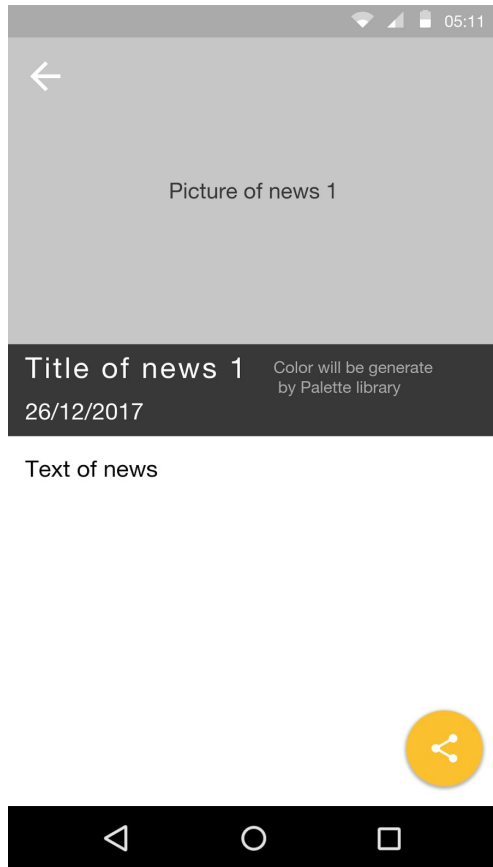 05:11
Picture of news 1
Title of news 1
Color will be generate
by Palette library
26/12/2017
Text of news